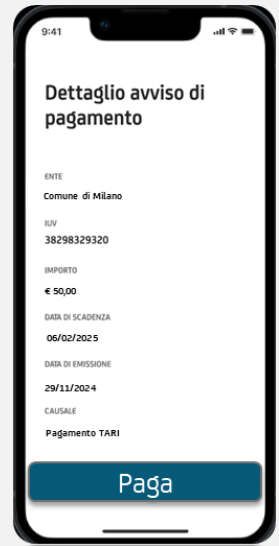 9:41
Dettaglio avviso di
pagamento
ENTE
Comune di Milano
IUV
38298329320
IMPORTO
€ 50,00
DATA DI SCADENZA
06/02/2025
DATA DI EMISSIONE
29/11/2024
CAUSALE
Pagamento TARI
Paga